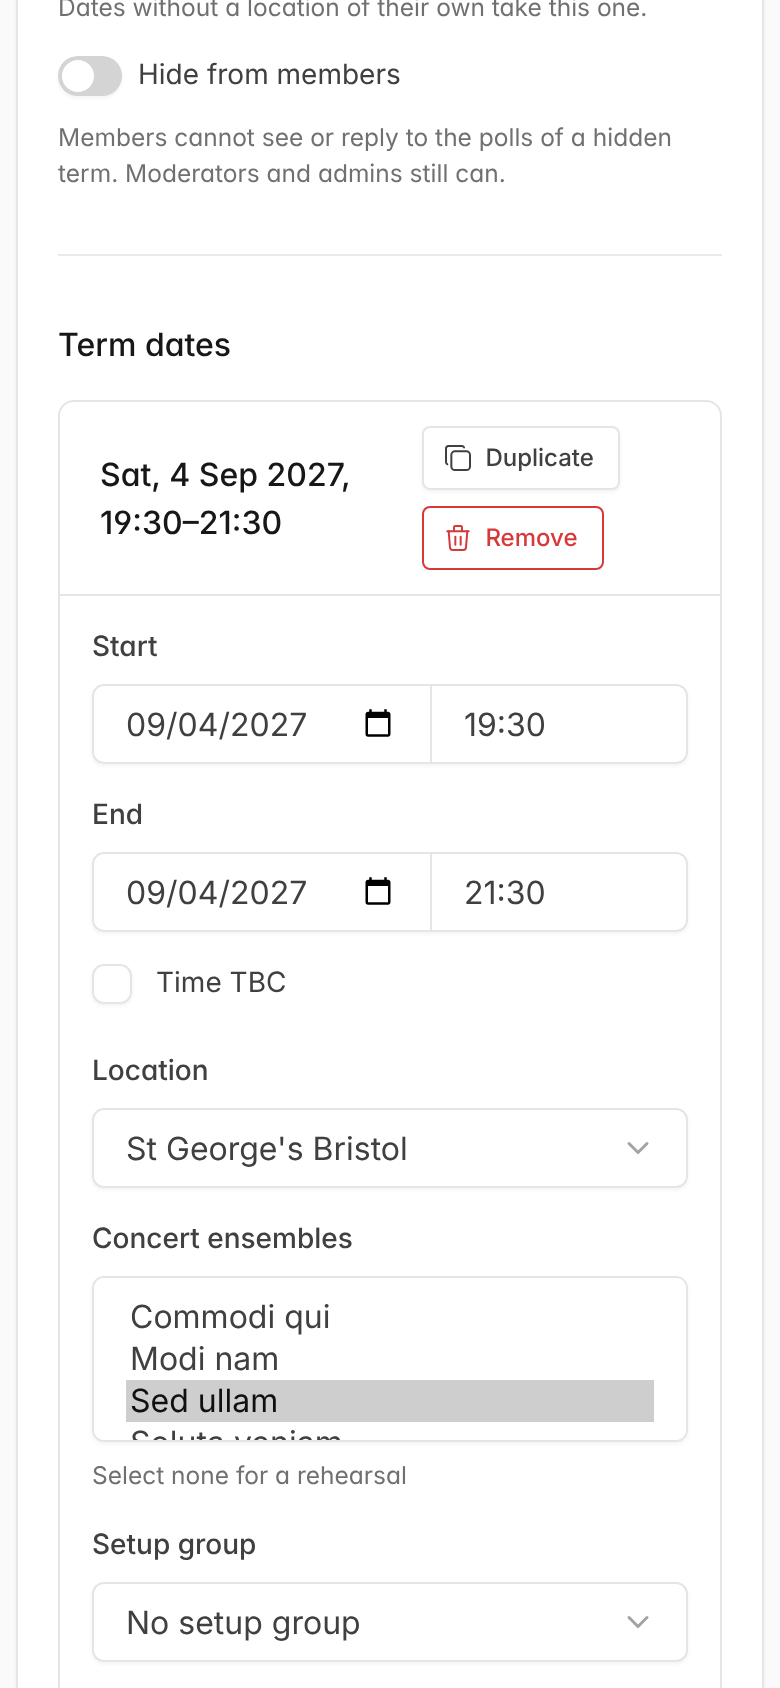 Dates without a location of their own take this one.
Hide from members
Members cannot see or reply to the polls of a hidden
term. Moderators and admins still can.
Term dates
Sat, 4 Sep 2027,
19:30–21:30
Duplicate
Remove
Start
09/04/2027
19:30
End
09/04/2027
21:30
Time TBC
Location
St George's Bristol
Concert ensembles
Commodi qui
Modi nam
Sed ullam
Soluta veniam
Select none for a rehearsal
Setup group
No setup group